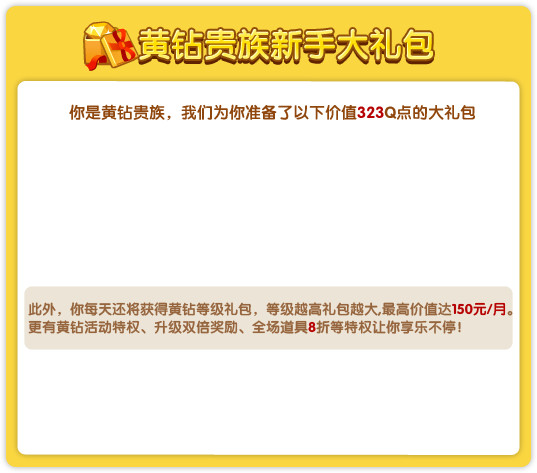 黄钻贵族新手大礼包
你是黄钻贵族，我们为你准备了以下价值323Q点的大礼包
此外，你每天还将获得黄钻等级礼包，等级越高礼包越大,最高价值达150元/月。
更有黄钻活动特权、升级双倍奖励、全场道具8折等特权让你享乐不停！